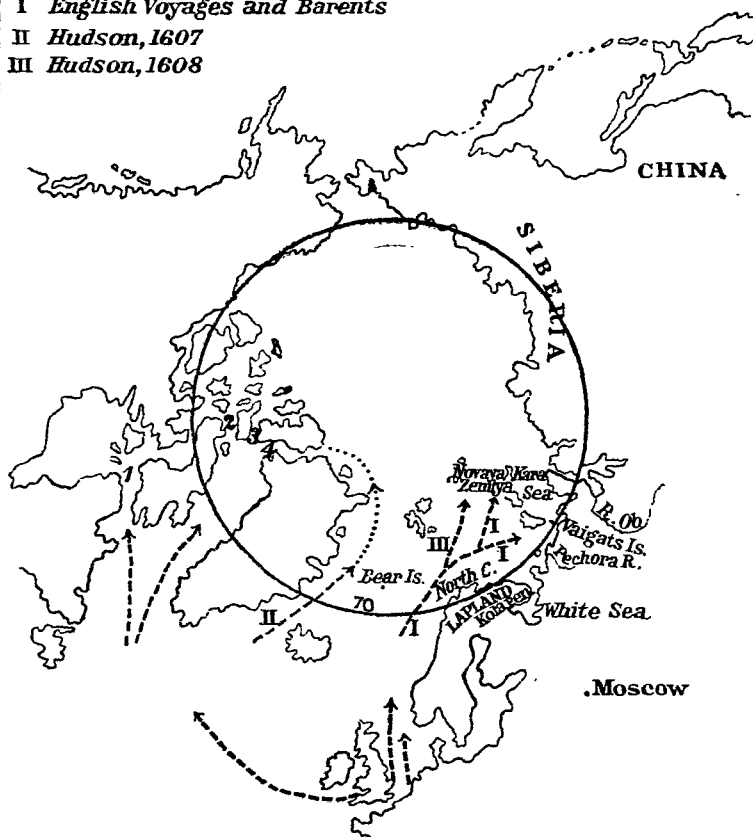 I English Voyages and Barents
II Hudson, 1607
III Hudson, 1608
CHINA
SIBERIA
2
3
4
1
Novaya
Zemlya
Kara
Sea
R. Ob
Vaigats Is.
Pechora R.
III
I
I
North C.
Bear Is.
LAPLAND
Kola Pen
White Sea
70
II
I
.Moscow